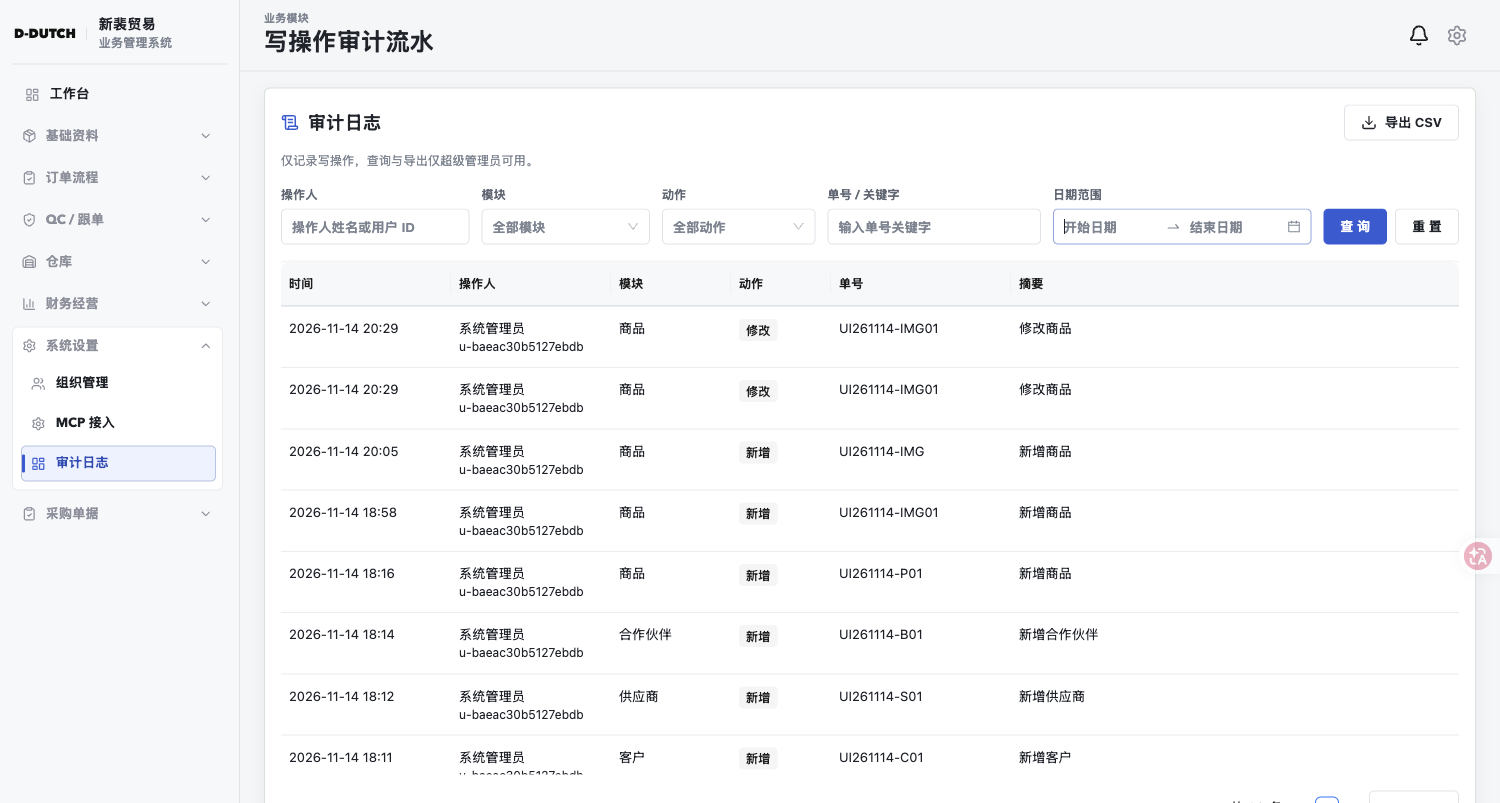 D-DUTCH
新裴贸易
业务管理系统
工作台
基础资料
订单流程
QC / 跟单
仓库
财务经营
系统设置
组织管理
MCP 接入
审计日志
采购单据
业务模块
写操作审计流水
审计日志
导出 CSV
仅记录写操作，查询与导出仅超级管理员可用。
操作人 模块 动作 单号 / 关键字 日期范围
操作人姓名或用户 ID 全部模块 全部动作 输入单号关键字 开始日期 → 结束日期 查 询 重 置
时间 操作人 模块 动作 单号 摘要
2026-11-14 20:29 系统管理员 商品 修改 UI261114-IMG01 修改商品
u-baeac30b5127ebdb
2026-11-14 20:29 系统管理员 商品 修改 UI261114-IMG01 修改商品
u-baeac30b5127ebdb
2026-11-14 20:05 系统管理员 商品 新增 UI261114-IMG 新增商品
u-baeac30b5127ebdb
2026-11-14 18:58 系统管理员 商品 新增 UI261114-IMG01 新增商品
u-baeac30b5127ebdb
2026-11-14 18:16 系统管理员 商品 新增 UI261114-P01 新增商品
u-baeac30b5127ebdb
2026-11-14 18:14 系统管理员 合作伙伴 新增 UI261114-B01 新增合作伙伴
u-baeac30b5127ebdb
2026-11-14 18:12 系统管理员 供应商 新增 UI261114-S01 新增供应商
u-baeac30b5127ebdb
2026-11-14 18:11 系统管理员 客户 新增 UI261114-C01 新增客户